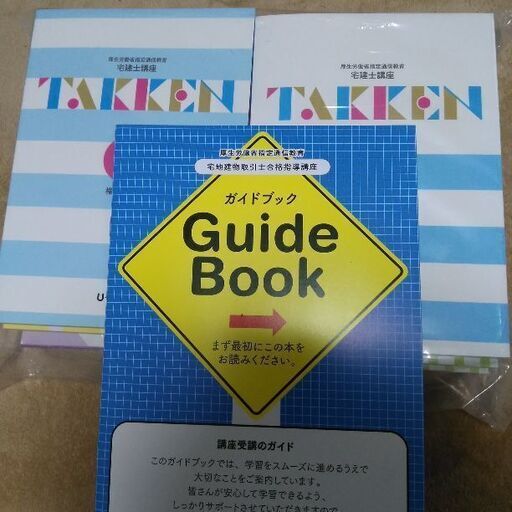 厚生労働省指定通信教育
宅建士講座
TAKKEN
厚生労働省指定通信教育
宅建士講座
TAKKEN
厚生労働省指定通信教育
宅地建物取引士合格指導講座
ガイドブック
Guide
Book
まず最初にこの本を
お読みください。
講座受講のガイド
このガイドブックでは、学習をスムーズに進めるうえで
大切なことをご案内しています。
皆さんが安心して学習できるよう、
しっかりサポートさせていただきますので